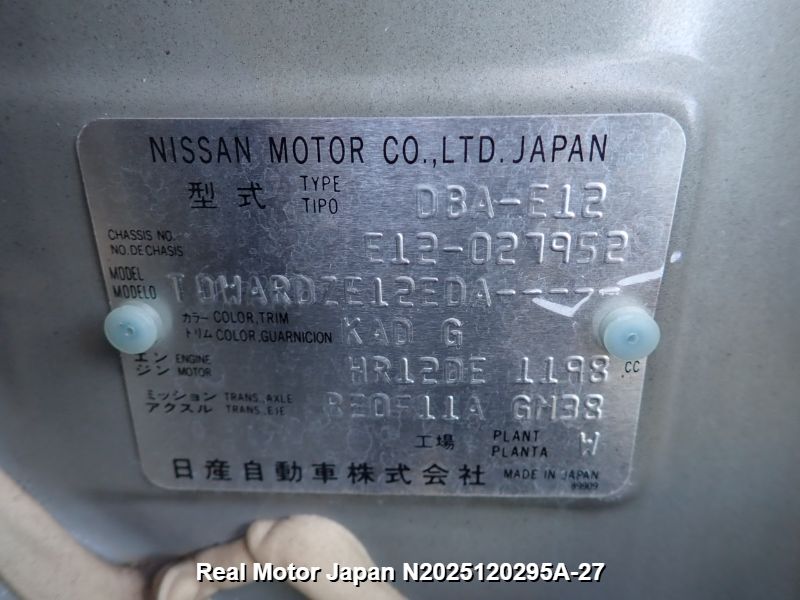 NISSAN MOTOR CO.,LTD. JAPAN
型式 TYPE TIPO DBA-E12
CHASSIS NO. NO.DE CHASIS E12-027952
MODEL MODELO TDWARDZE12EDA-----
カラー COLOR,TRIM トリム COLOR,GUARNICION KAD G
エンジン ENGINE MOTOR HR12DE 1198 CC
ミッション TRANS.,AXLE アクスル TRANS.,EJE RE0F11A GM38
工場 PLANT PLANTA W
日産自動車株式会社 MADE IN JAPAN
89909
Real Motor Japan N2025120295A-27